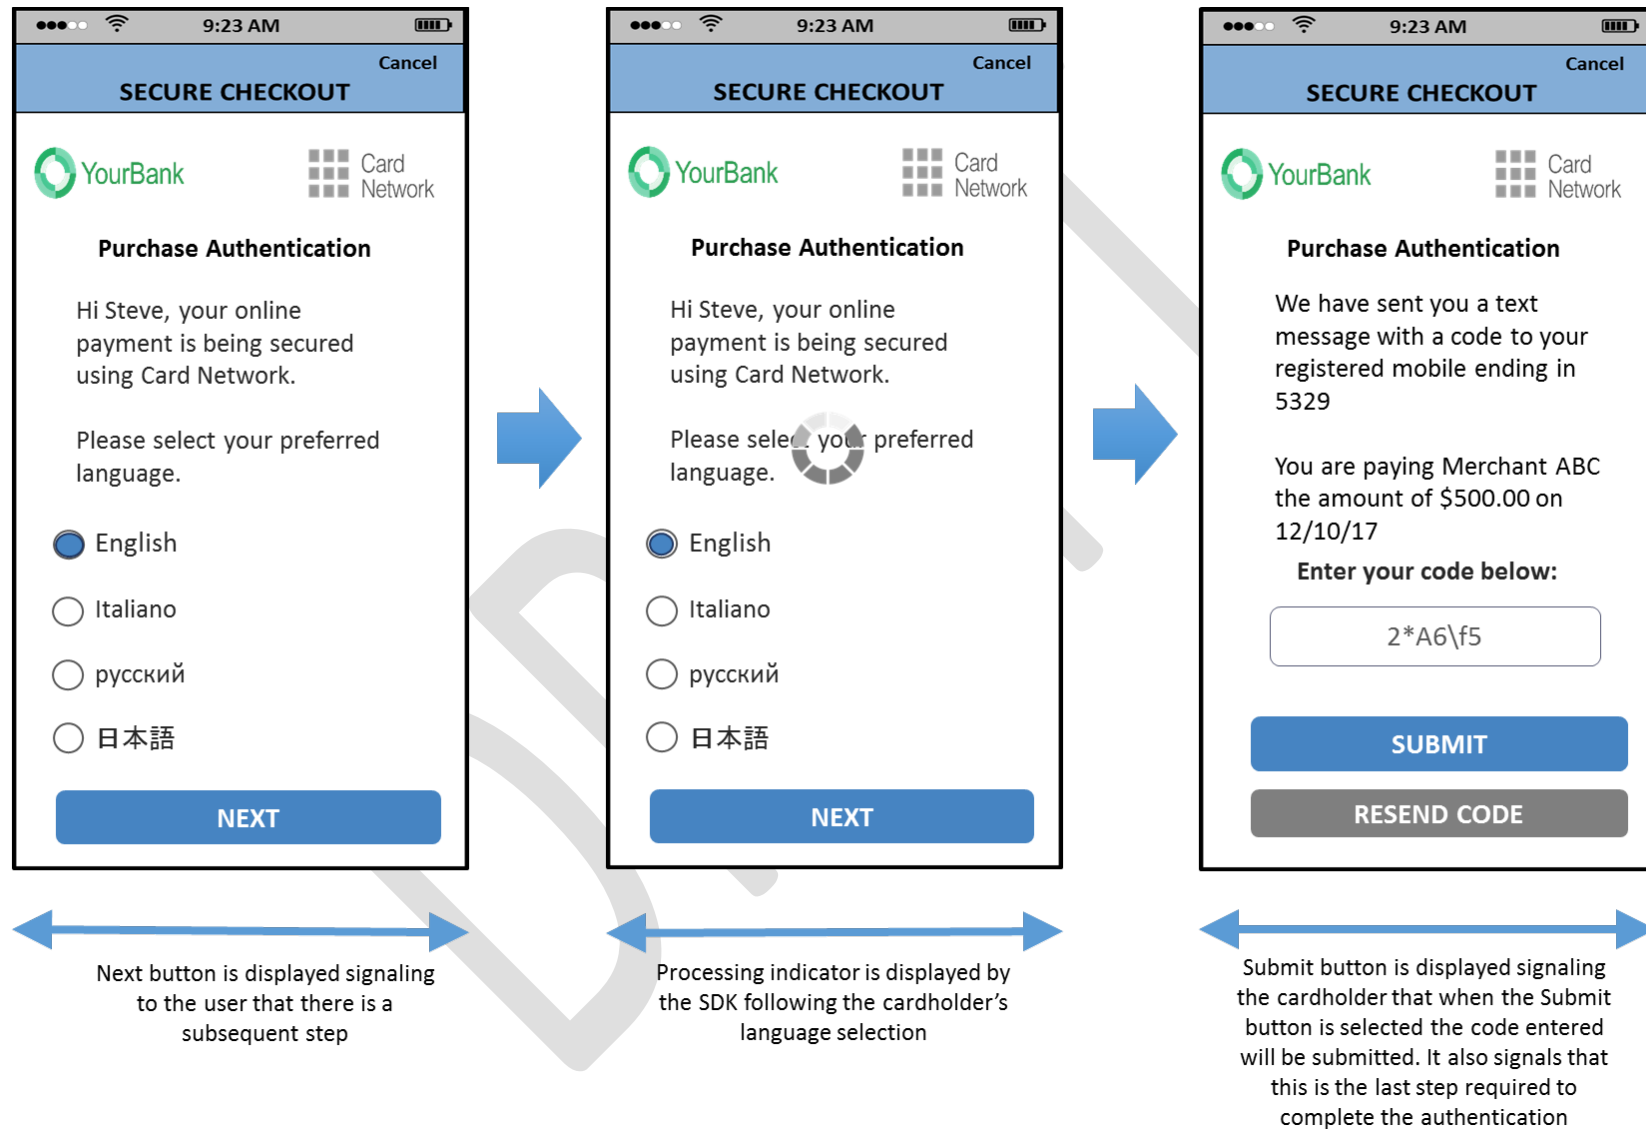 9:23 AM
Cancel
SECURE CHECKOUT
YourBank
Card
Network
Purchase Authentication
Hi Steve, your online
payment is being secured
using Card Network.
Please select your preferred
language.
English
Italiano
русский
日本語
NEXT
Next button is displayed signaling
to the user that there is a
subsequent step
9:23 AM
Cancel
SECURE CHECKOUT
YourBank
Card
Network
Purchase Authentication
Hi Steve, your online
payment is being secured
using Card Network.
Please select your preferred
language.
English
Italiano
русский
日本語
NEXT
Processing indicator is displayed by
the SDK following the cardholder’s
language selection
9:23 AM
Cancel
SECURE CHECKOUT
YourBank
Card
Network
Purchase Authentication
We have sent you a text
message with a code to your
registered mobile ending in
5329
You are paying Merchant ABC
the amount of $500.00 on
12/10/17
Enter your code below:
2*A6\f5
SUBMIT
RESEND CODE
Submit button is displayed signaling
the cardholder that when the Submit
button is selected the code entered
will be submitted. It also signals that
this is the last step required to
complete the authentication